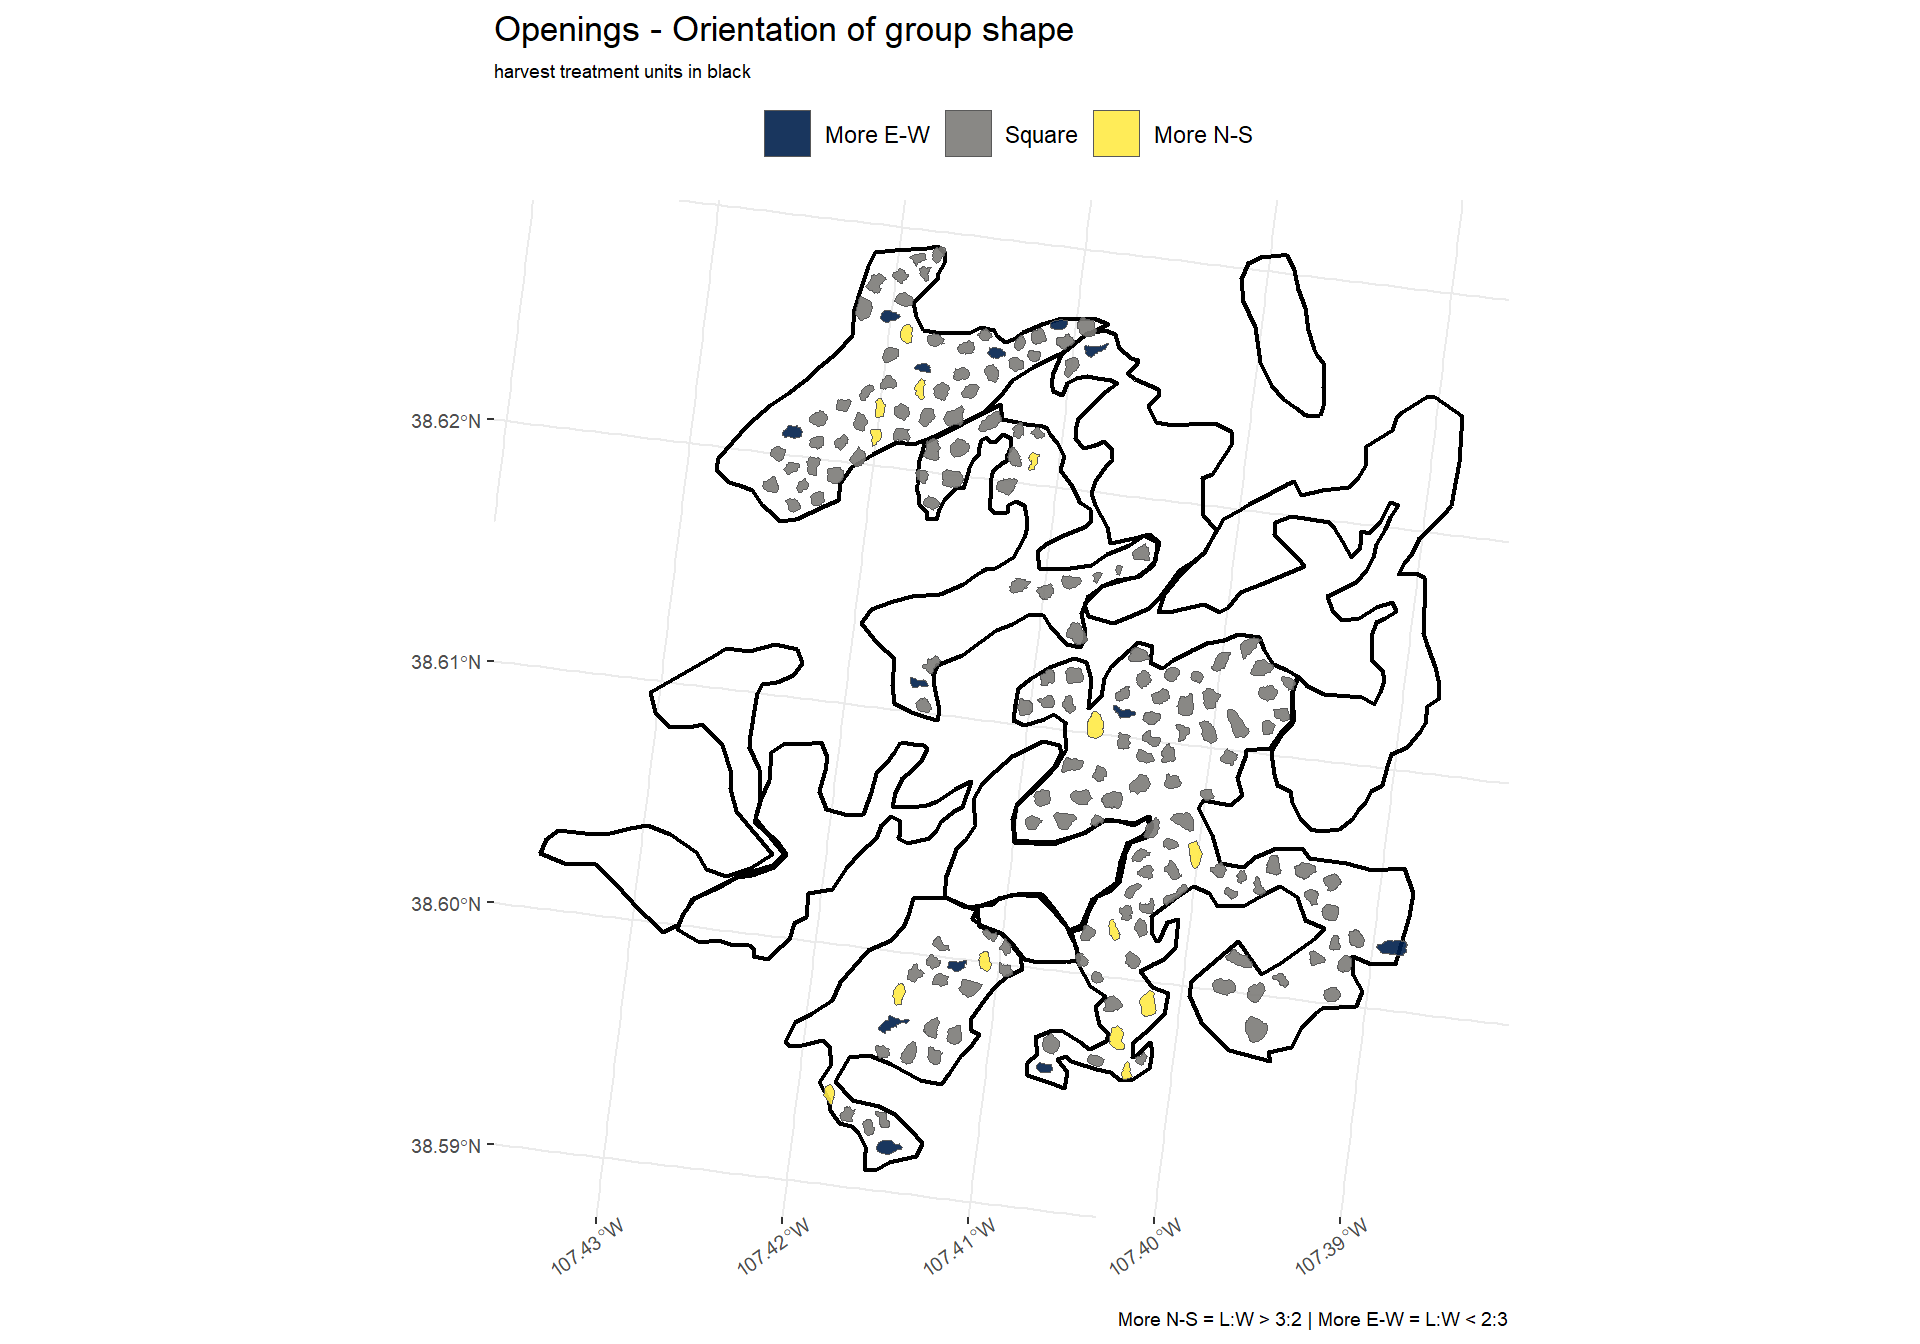 Openings - Orientation of group shape
harvest treatment units in black
More E-W Square More N-S
38.62°N
38.61°N
38.60°N
38.59°N
107.43°W 107.42°W 107.41°W 107.40°W 107.39°W
More N-S = L:W > 3:2 | More E-W = L:W < 2:3